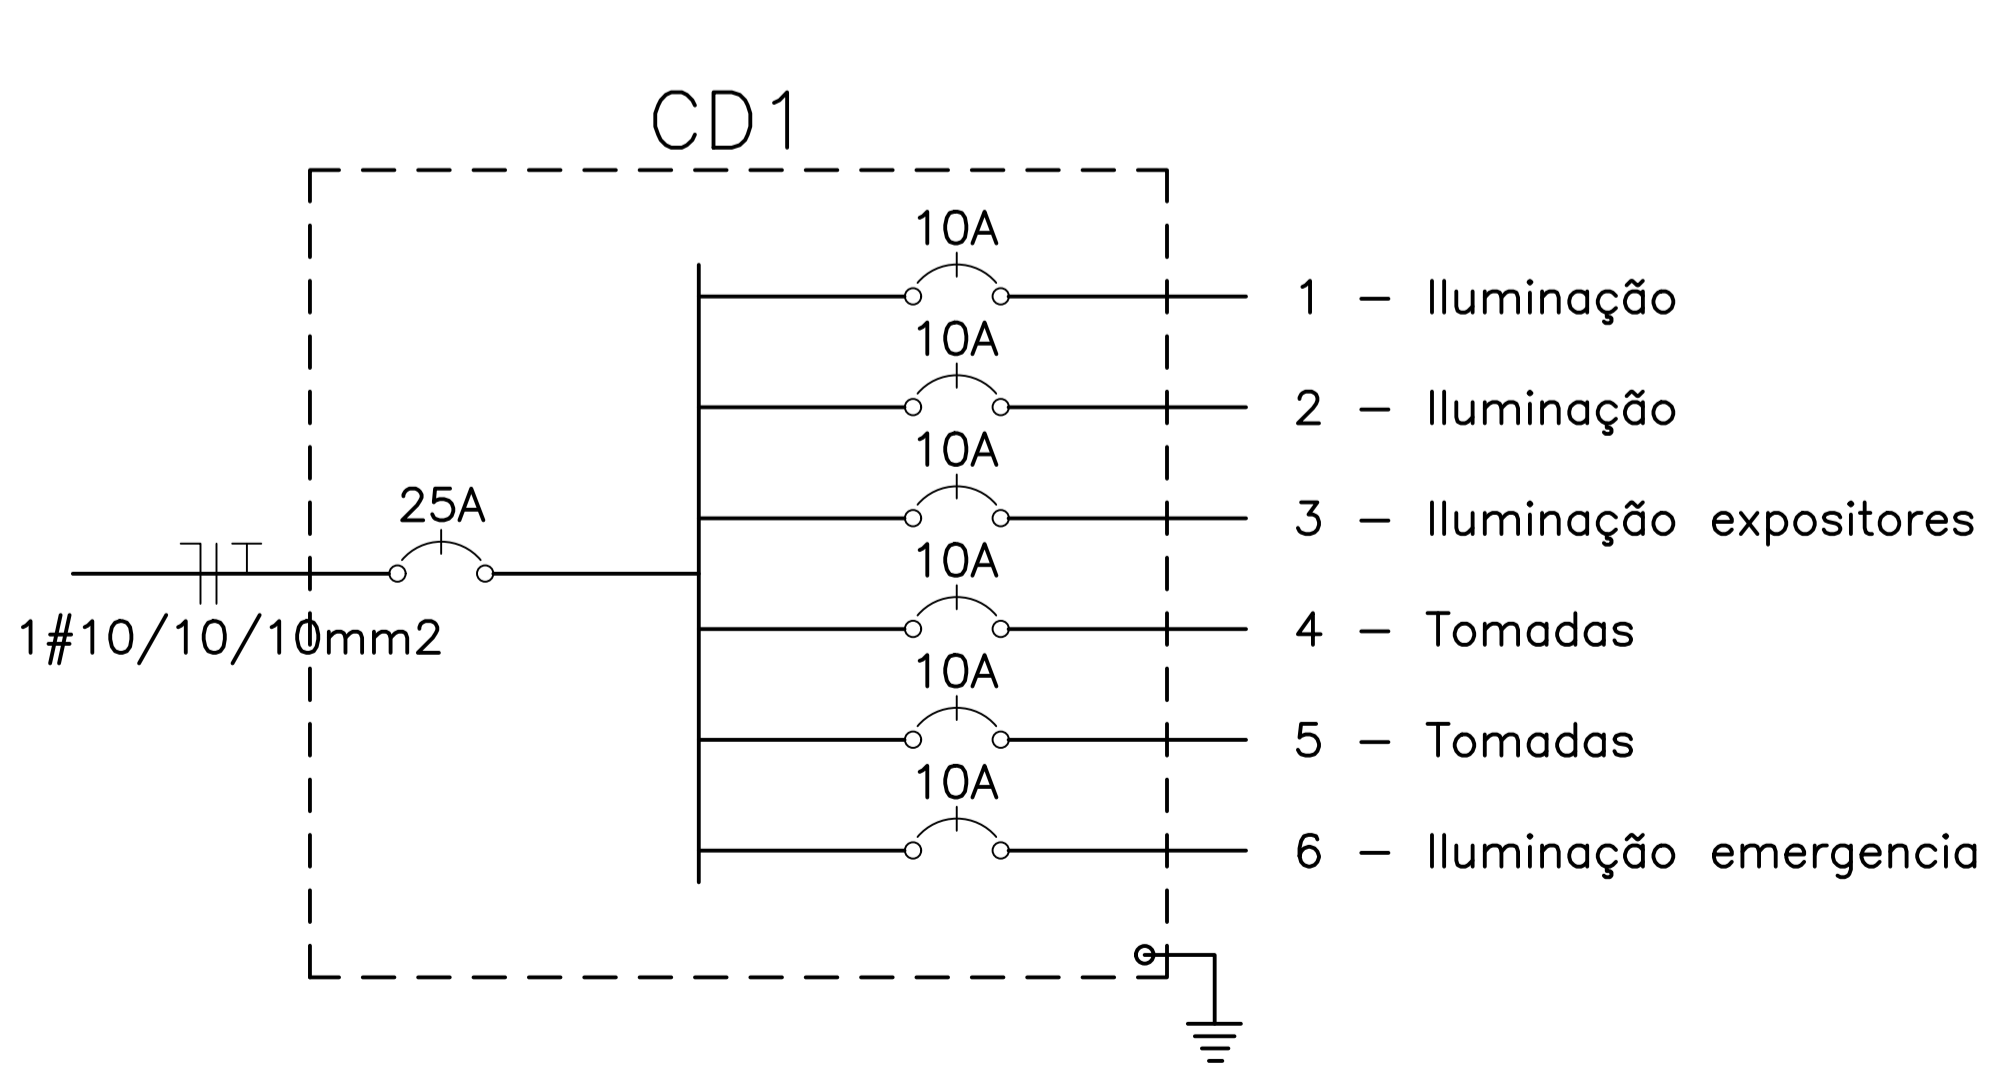 CD1
10A
1 - Iluminação
10A
2 - Iluminação
10A
3 - Iluminação expositores
25A
10A
4 - Tomadas
1#10/10/10mm2
10A
5 - Tomadas
10A
6 - Iluminação emergencia